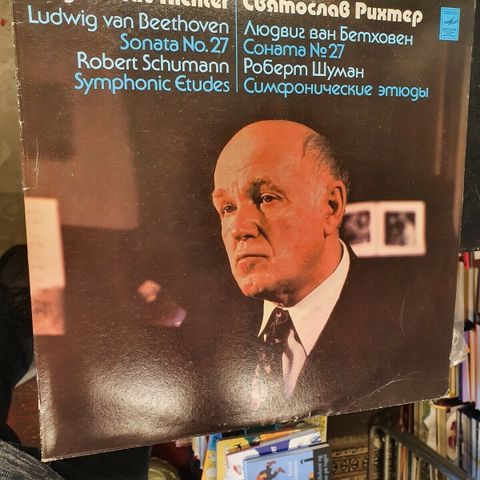 Richter
Ludwig van Beethoven
Sonata No. 27
Robert Schumann
Symphonic Etudes
Святослав Рихтер
Людвиг ван Бетховен
Соната № 27
Роберт Шуман
Симфонические этюды